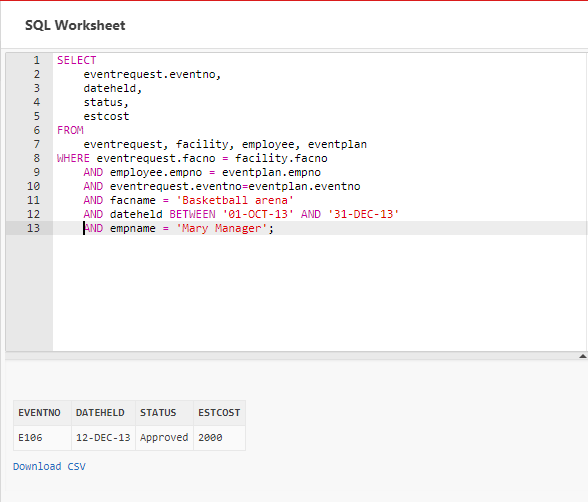 SQL Worksheet
1 SELECT
2 eventrequest.eventno,
3 dateheld,
4 status,
5 estcost
6 FROM
7 eventrequest, facility, employee, eventplan
8 WHERE eventrequest.facno = facility.facno
9 AND employee.empno = eventplan.empno
10 AND eventrequest.eventno=eventplan.eventno
11 AND facname = 'Basketball arena'
12 AND dateheld BETWEEN '01-OCT-13' AND '31-DEC-13'
13 AND empname = 'Mary Manager';
EVENTNO DATEHELD STATUS ESTCOST
E106 12-DEC-13 Approved 2000
Download CSV